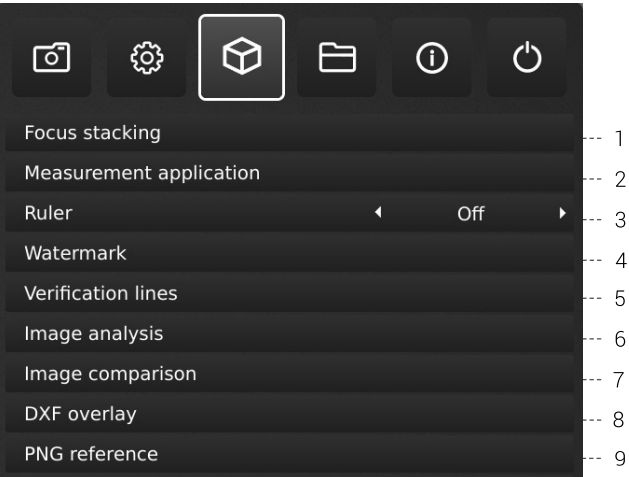 Focus stacking --- 1
Measurement application --- 2
Ruler Off --- 3
Watermark --- 4
Verification lines --- 5
Image analysis --- 6
Image comparison --- 7
DXF overlay --- 8
PNG reference --- 9